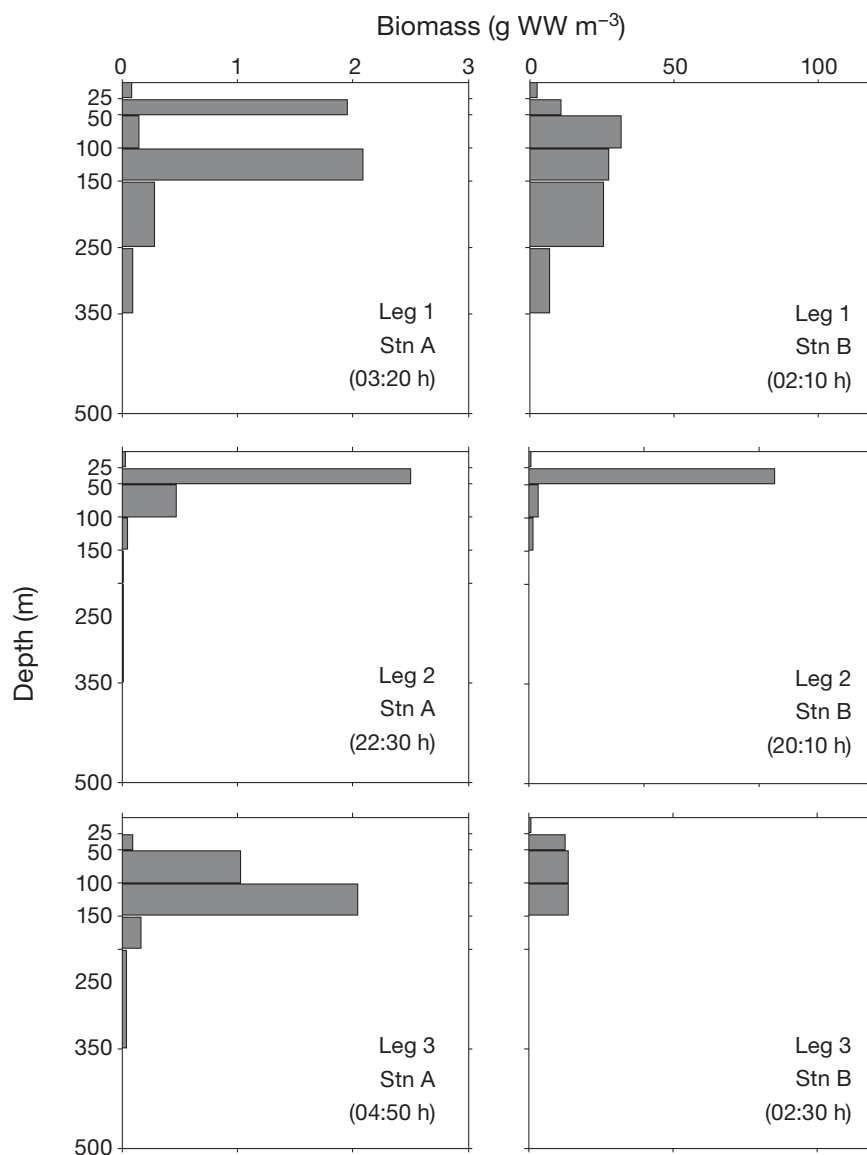 Biomass (g WW m⁻³)
0 1 2 3
0 50 100
Depth (m)
25
50
100
150
250
350
500
Leg 1
Stn A
(03:20 h)
Leg 1
Stn B
(02:10 h)
25
50
100
150
250
350
500
Leg 2
Stn A
(22:30 h)
Leg 2
Stn B
(20:10 h)
25
50
100
150
250
350
500
Leg 3
Stn A
(04:50 h)
Leg 3
Stn B
(02:30 h)